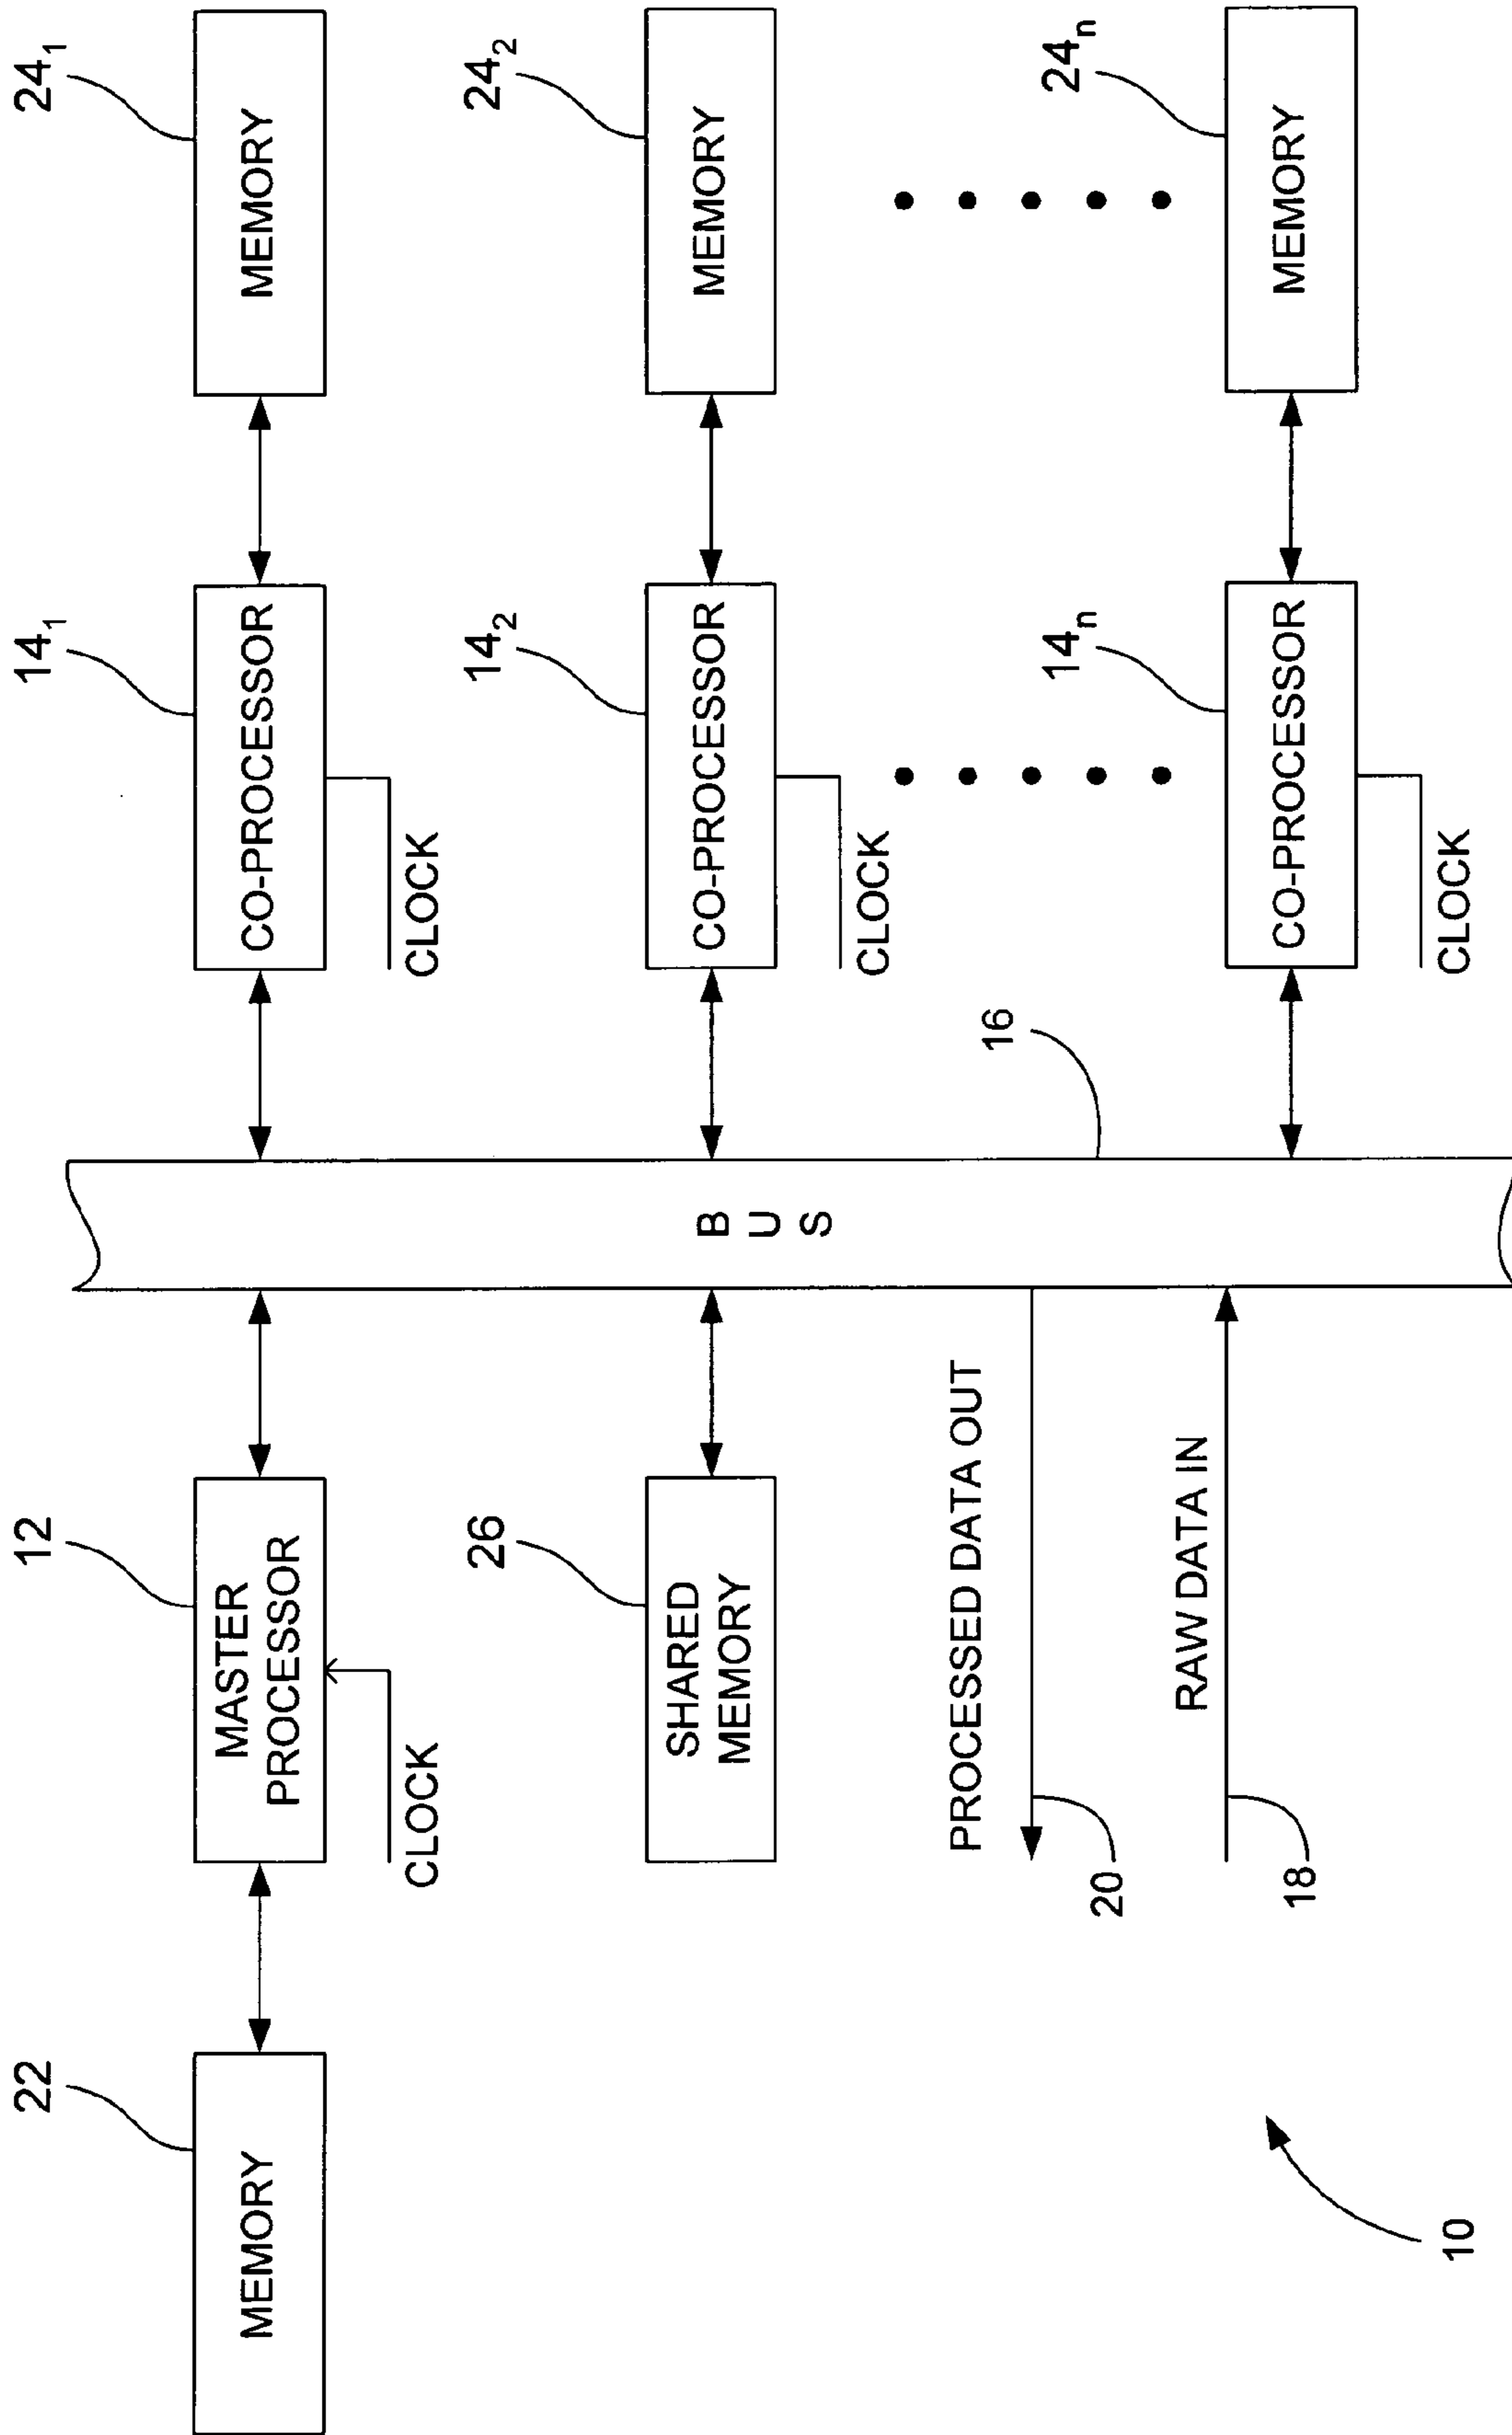 22
12
14₁
24₁
MEMORY
MASTER
PROCESSOR
CO-PROCESSOR
MEMORY
CLOCK
CLOCK
26
14₂
24₂
SHARED
MEMORY
B
U
S
CO-PROCESSOR
MEMORY
CLOCK
PROCESSED DATA OUT
16
20
14ₙ
24ₙ
RAW DATA IN
18
CO-PROCESSOR
MEMORY
CLOCK
10